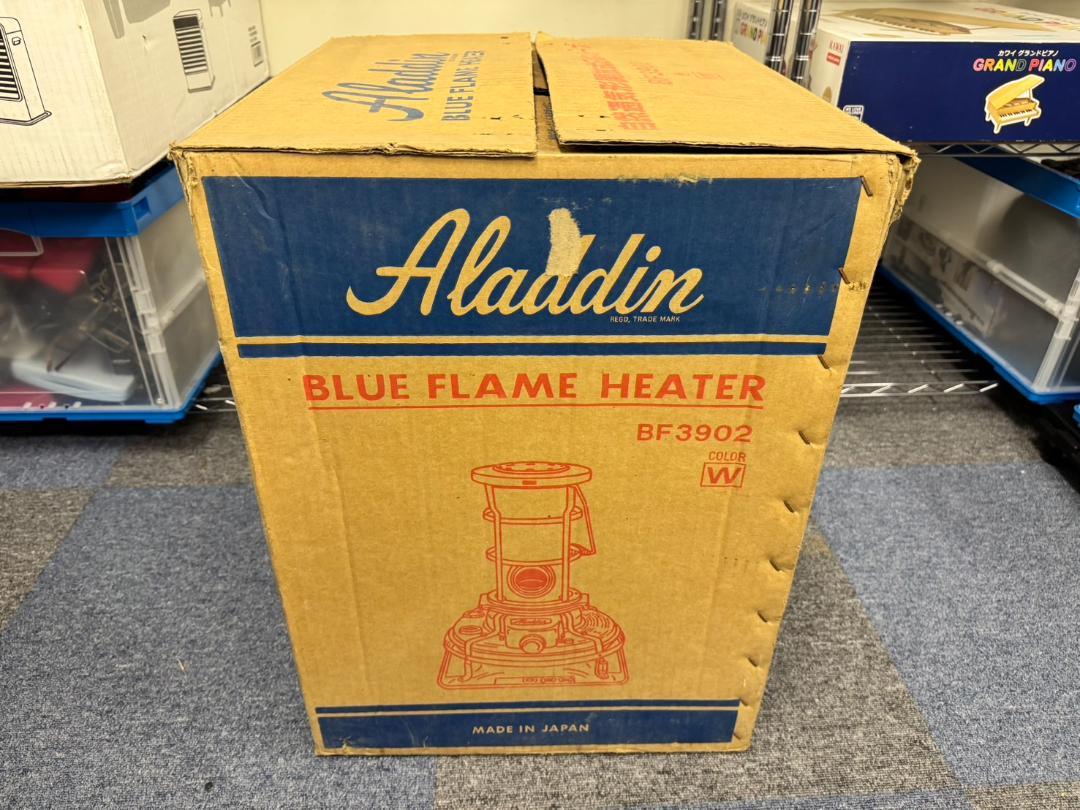 Aladdin
BLUE FLAME HEATER
Aladdin
REGD, TRADE MARK
BLUE FLAME HEATER
BF3902
COLOR
W
Aladdin
MADE IN JAPAN
KAWAI
カワイ グランドピアノ
GRAND PIANO